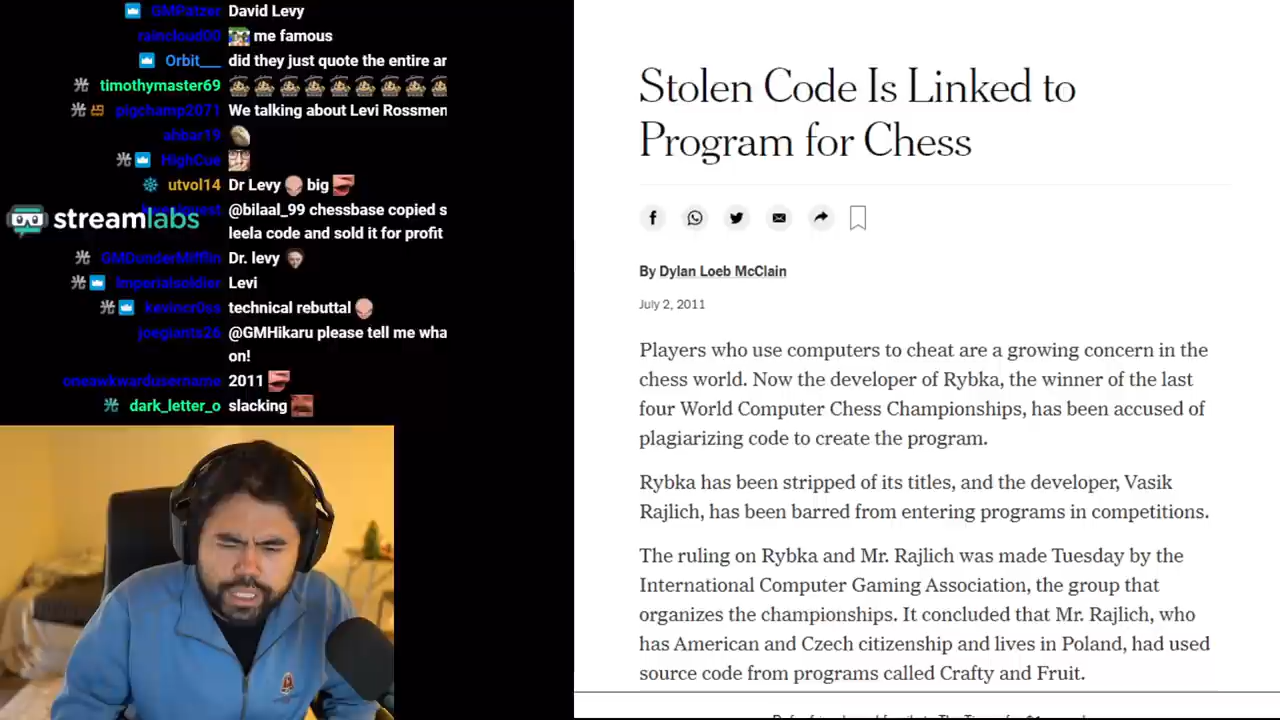 GMPatzer David Levy
raincloud00 me famous
Orbit___ did they just quote the entire ar
timothymaster69
pigchamp2071 We talking about Levi Rossmen
ahbar19
HighCue
utvol14 Dr Levy big
@bilaal_99 chessbase copied s
streamlabs
leela code and sold it for profit
GMDunderMifflin Dr. levy
Imperialsoldier Levi
kevincr0ss technical rebuttal
joegiants26 @GMHikaru please tell me wha
on!
oneawkwardusername 2011
dark_letter_o slacking
Stolen Code Is Linked to
Program for Chess
By Dylan Loeb McClain
July 2, 2011
Players who use computers to cheat are a growing concern in the
chess world. Now the developer of Rybka, the winner of the last
four World Computer Chess Championships, has been accused of
plagiarizing code to create the program.
Rybka has been stripped of its titles, and the developer, Vasik
Rajlich, has been barred from entering programs in competitions.
The ruling on Rybka and Mr. Rajlich was made Tuesday by the
International Computer Gaming Association, the group that
organizes the championships. It concluded that Mr. Rajlich, who
has American and Czech citizenship and lives in Poland, had used
source code from programs called Crafty and Fruit.